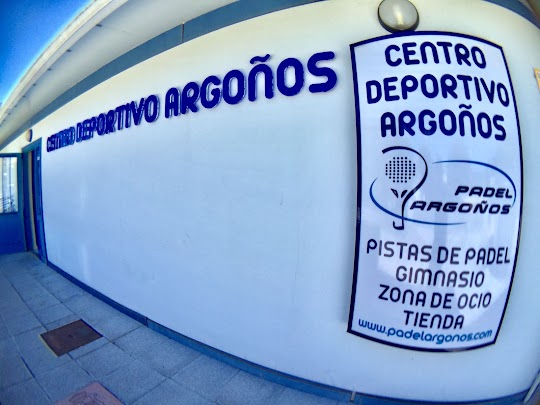 CENTRO DEPORTIVO ARGOÑOS
CENTRO
DEPORTIVO
ARGOÑOS
PADEL
ARGOÑOS
PISTAS DE PADEL
GIMNASIO
ZONA DE OCIO
TIENDA
www.padelargonos.com